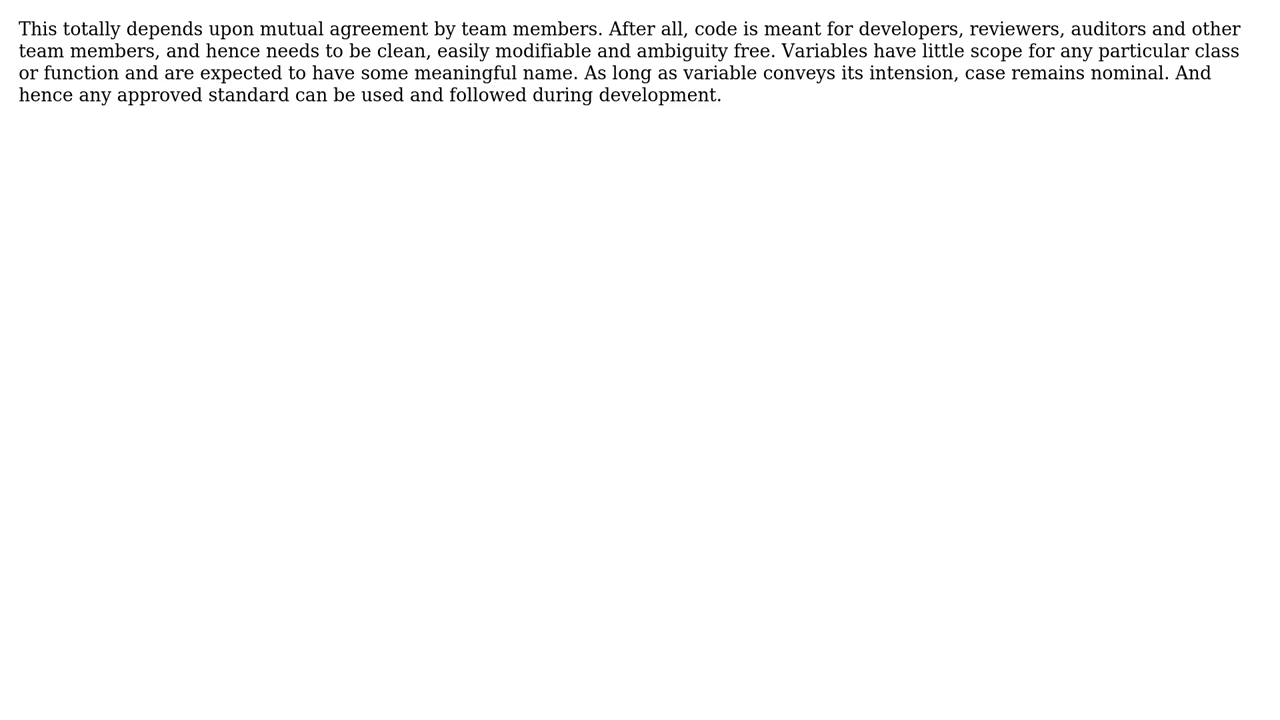 This totally depends upon mutual agreement by team members. After all, code is meant for developers, reviewers, auditors and other
team members, and hence needs to be clean, easily modifiable and ambiguity free. Variables have little scope for any particular class
or function and are expected to have some meaningful name. As long as variable conveys its intension, case remains nominal. And
hence any approved standard can be used and followed during development.